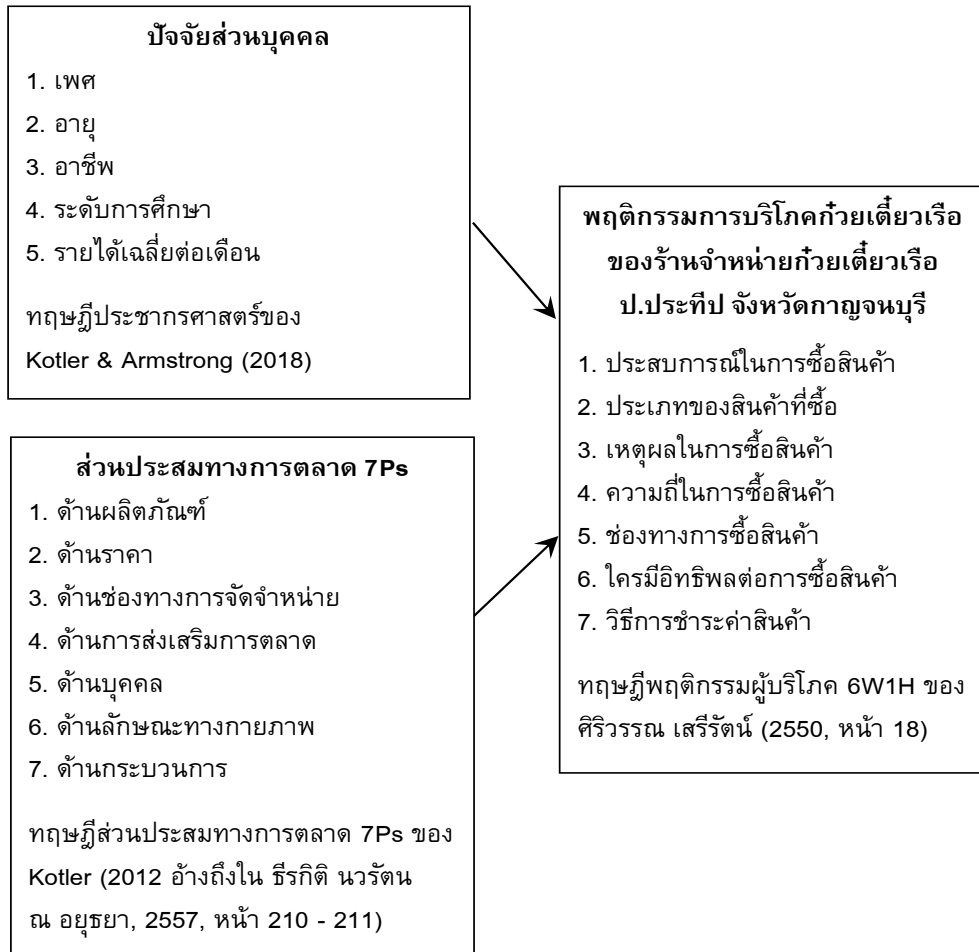 ปัจจัยส่วนบุคคล
1. เพศ
2. อายุ
3. อาชีพ
4. ระดับการศึกษา
5. รายได้เฉลี่ยต่อเดือน
ทฤษฎีประชากรศาสตร์ของ
Kotler & Armstrong (2018)
ส่วนประสมทางการตลาด 7Ps
1. ด้านผลิตภัณฑ์
2. ด้านราคา
3. ด้านช่องทางการจัดจำหน่าย
4. ด้านการส่งเสริมการตลาด
5. ด้านบุคคล
6. ด้านลักษณะทางกายภาพ
7. ด้านกระบวนการ
ทฤษฎีส่วนประสมทางการตลาด 7Ps ของ
Kotler (2012 อ้างถึงใน ธีรกิติ นวรัตน
ณ อยุธยา, 2557, หน้า 210 - 211)
พฤติกรรมการบริโภคก๋วยเตี๋ยวเรือ
ของร้านจำหน่ายก๋วยเตี๋ยวเรือ
ป.ประทีป จังหวัดกาญจนบุรี
1. ประสบการณ์ในการซื้อสินค้า
2. ประเภทของสินค้าที่ซื้อ
3. เหตุผลในการซื้อสินค้า
4. ความถี่ในการซื้อสินค้า
5. ช่องทางการซื้อสินค้า
6. ใครมีอิทธิพลต่อการซื้อสินค้า
7. วิธีการชำระค่าสินค้า
ทฤษฎีพฤติกรรมผู้บริโภค 6W1H ของ
ศิริวรรณ เสรีรัตน์ (2550, หน้า 18)